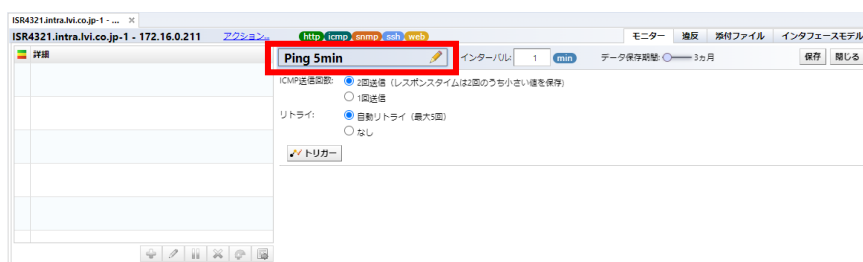 ISR4321.intra.lvi.co.jp-1 - ... ×
ISR4321.intra.lvi.co.jp-1 - 172.16.0.211 アクション... http icmp snmp ssh web モニター 違反 添付ファイル インタフェースモデル
詳細 Ping 5min インターバル: 1 min データ保存期間: 3ヵ月 保存 閉じる
ICMP送信回数: 2回送信（レスポンスタイムは2回のうち小さい値を保存）
1回送信
リトライ: 自動リトライ（最大5回）
なし
トリガー